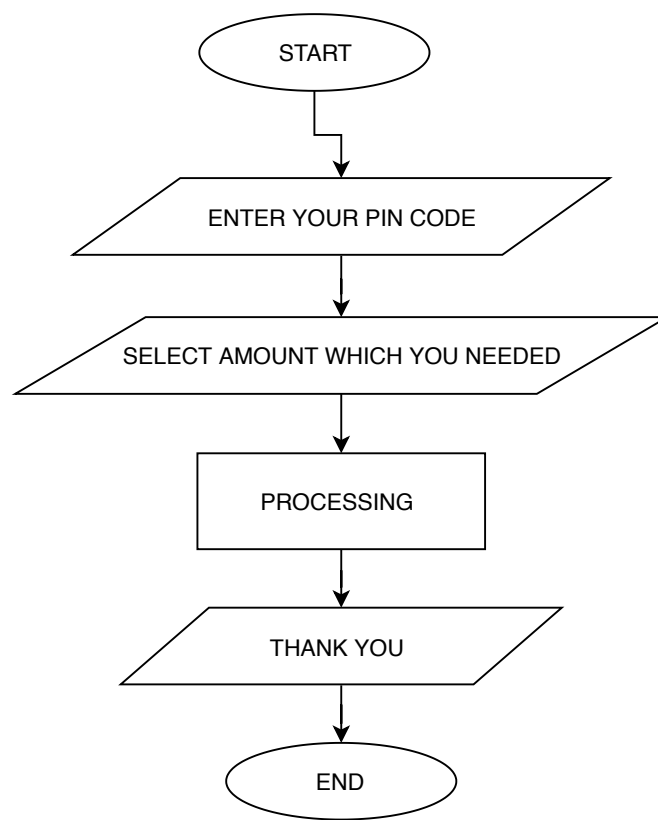 START
ENTER YOUR PIN CODE
SELECT AMOUNT WHICH YOU NEEDED
PROCESSING
THANK YOU
END